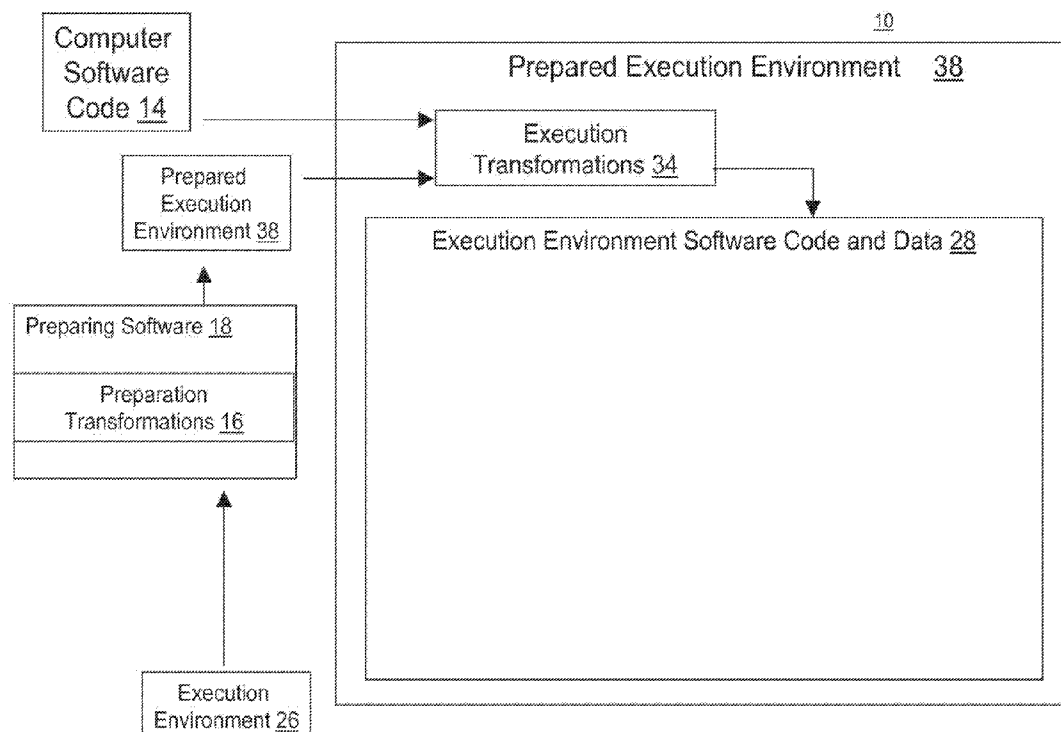 10
Computer
Software
Code 14
Prepared Execution Environment 38
Execution
Transformations 34
Prepared
Execution
Environment 38
Execution Environment Software Code and Data 28
Preparing Software 18
Preparation
Transformations 16
Execution
Environment 26